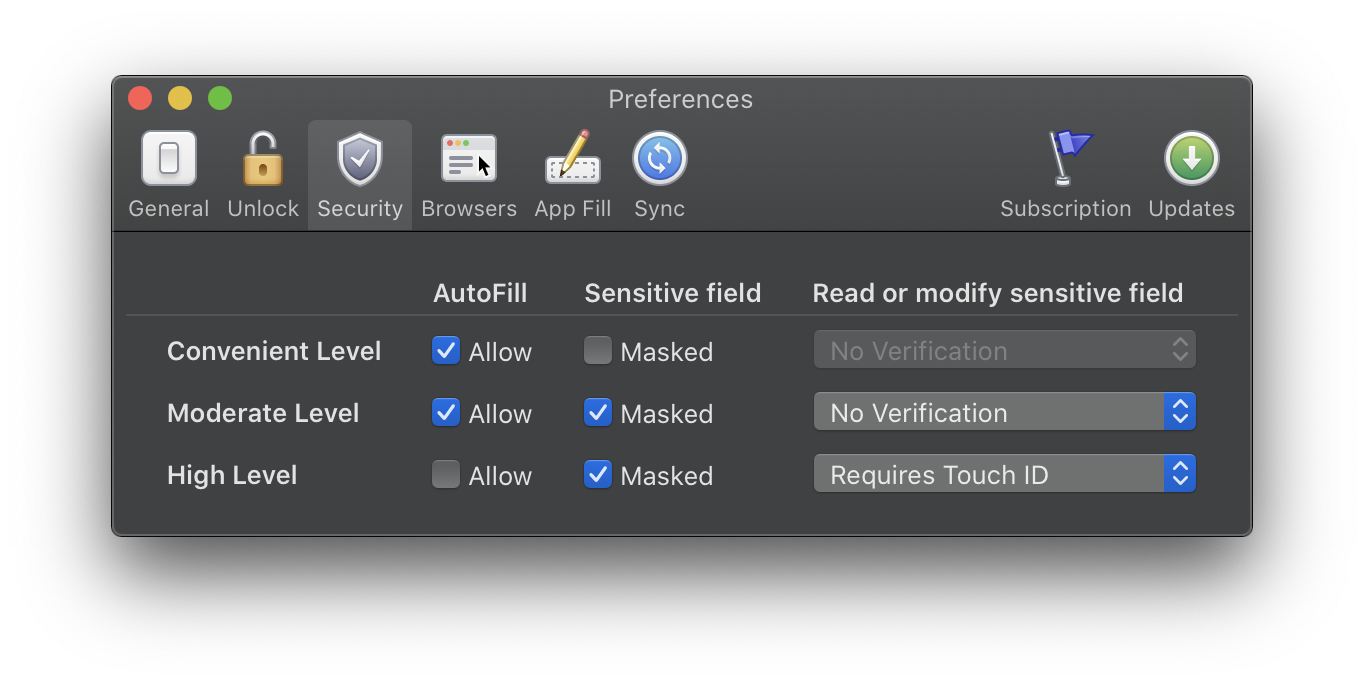 Preferences
General Unlock Security Browsers App Fill Sync Subscription Updates
AutoFill Sensitive field Read or modify sensitive field
Convenient Level Allow Masked No Verification
Moderate Level Allow Masked No Verification
High Level Allow Masked Requires Touch ID